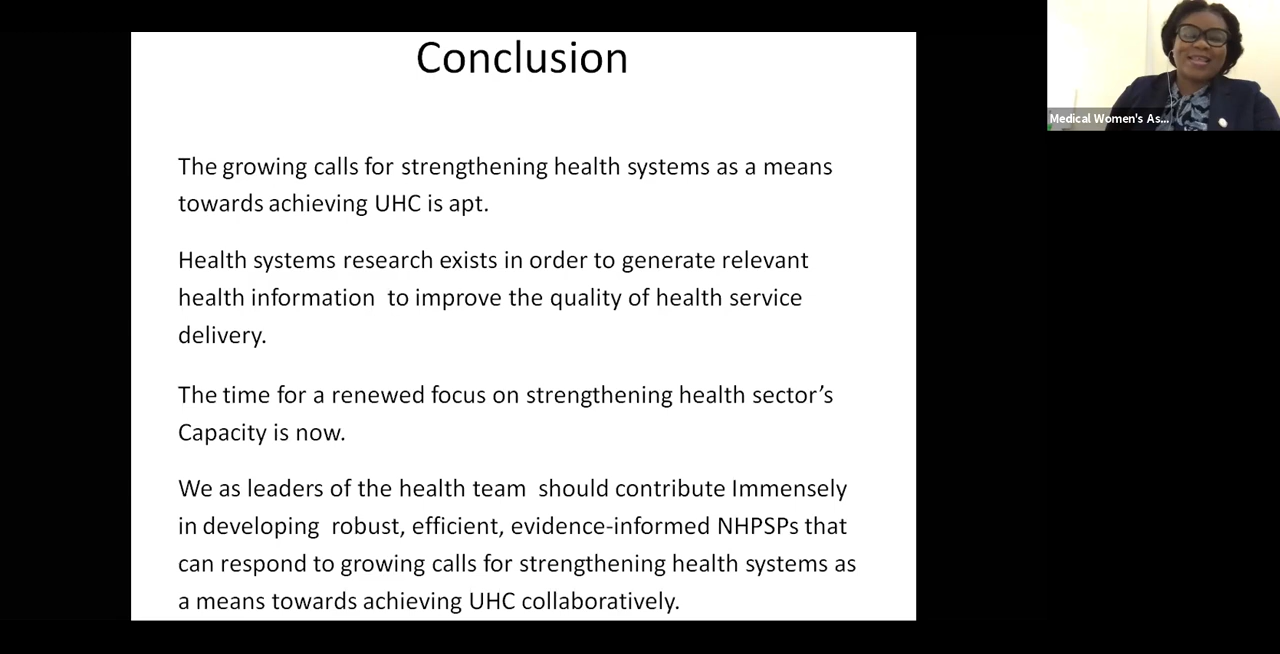 Conclusion
The growing calls for strengthening health systems as a means
towards achieving UHC is apt.
Health systems research exists in order to generate relevant
health information to improve the quality of health service
delivery.
The time for a renewed focus on strengthening health sector’s
Capacity is now.
We as leaders of the health team should contribute Immensely
in developing robust, efficient, evidence-informed NHPSPs that
can respond to growing calls for strengthening health systems as
a means towards achieving UHC collaboratively.
Medical Women's As...